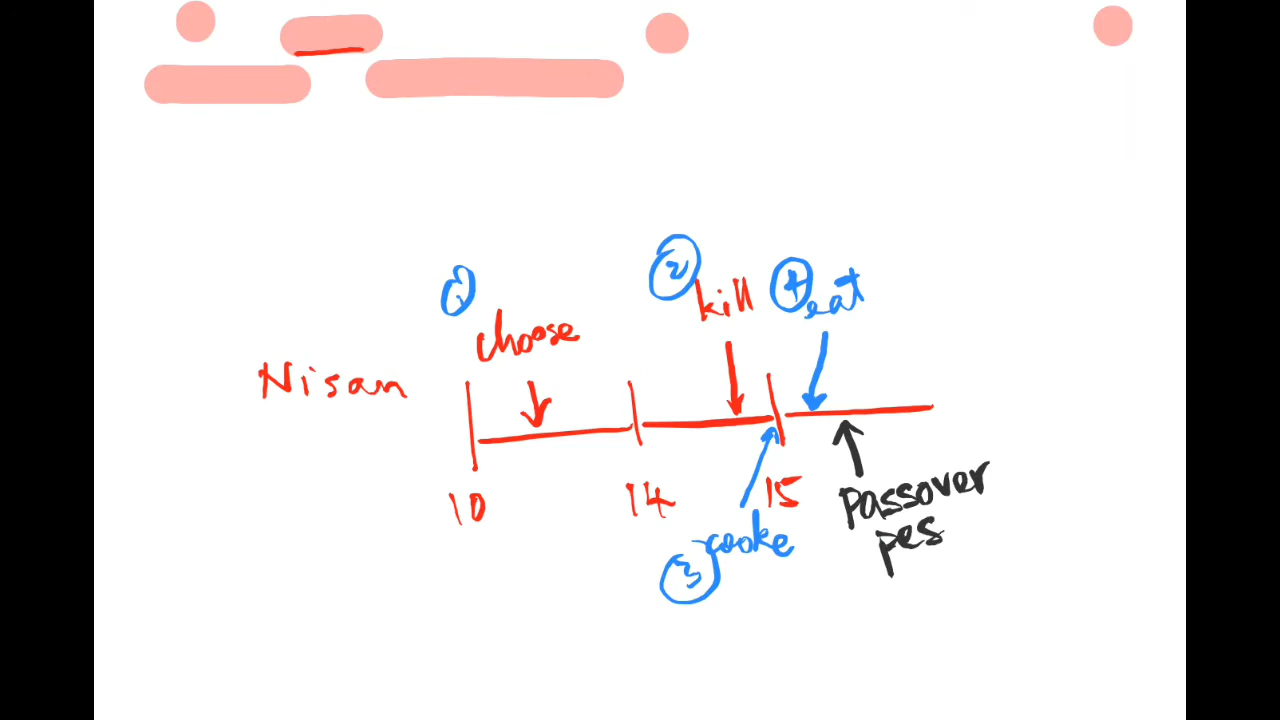 ① ② ④
choose kill eat
Nisan
10 14 15
③ cooke
Passover
pes